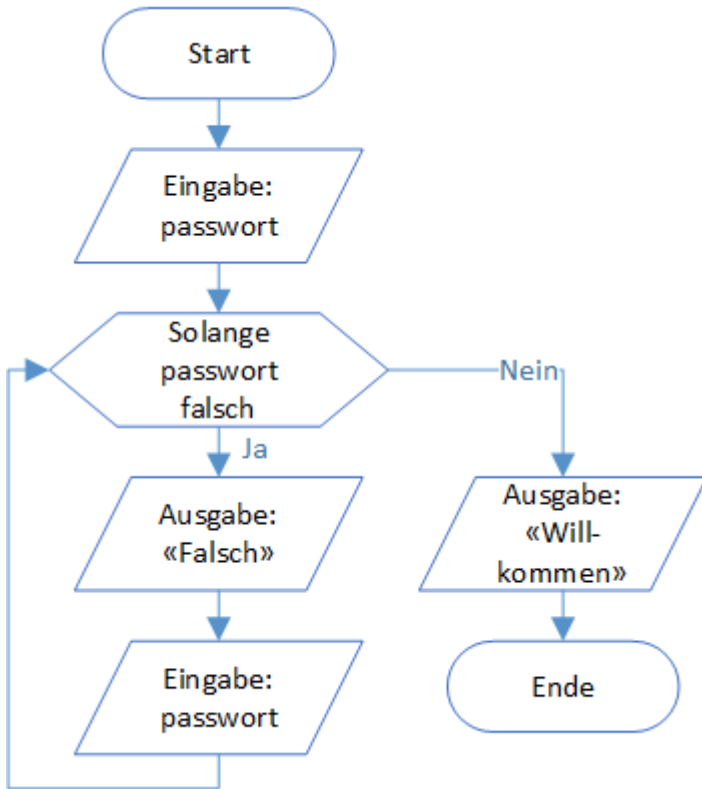 Start
Eingabe:
passwort
Solange
passwort
falsch
Nein
Ja
Ausgabe:
«Falsch»
Ausgabe:
«Will-
kommen»
Eingabe:
passwort
Ende